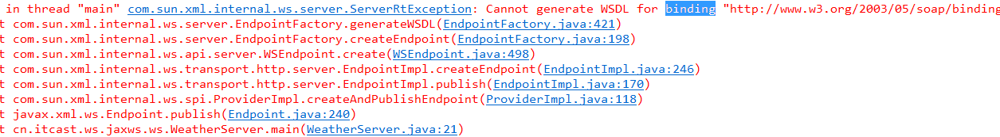 in thread "main" com.sun.xml.internal.ws.server.ServerRtException: Cannot generate WSDL for binding "http://www.w3.org/2003/05/soap/binding
t com.sun.xml.internal.ws.server.EndpointFactory.generateWSDL(EndpointFactory.java:421)
t com.sun.xml.internal.ws.server.EndpointFactory.createEndpoint(EndpointFactory.java:198)
t com.sun.xml.internal.ws.api.server.WSEndpoint.create(WSEndpoint.java:498)
t com.sun.xml.internal.ws.transport.http.server.EndpointImpl.createEndpoint(EndpointImpl.java:246)
t com.sun.xml.internal.ws.transport.http.server.EndpointImpl.publish(EndpointImpl.java:170)
t com.sun.xml.internal.ws.spi.ProviderImpl.createAndPublishEndpoint(ProviderImpl.java:118)
t javax.xml.ws.Endpoint.publish(Endpoint.java:240)
t cn.itcast.ws.jaxws.ws.WeatherServer.main(WeatherServer.java:21)